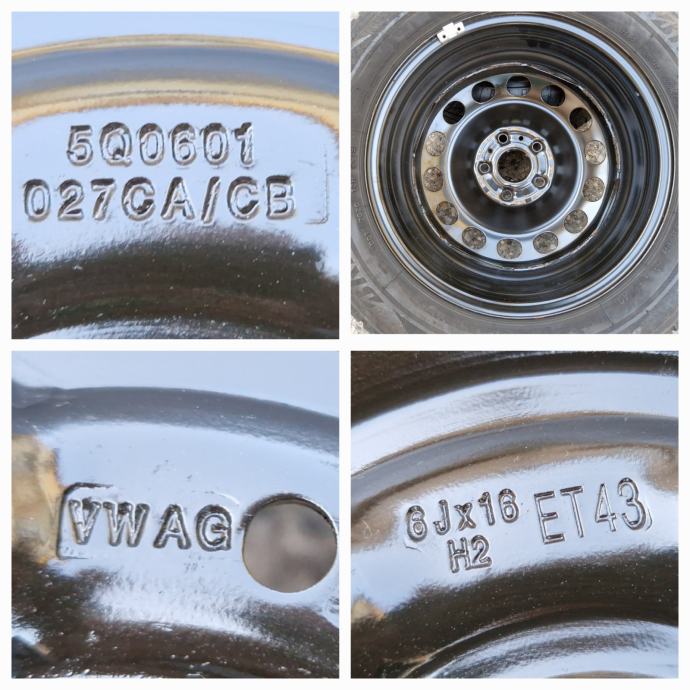 5Q0601
027CA/CB
VWAG
6Jx16
H2
ET43